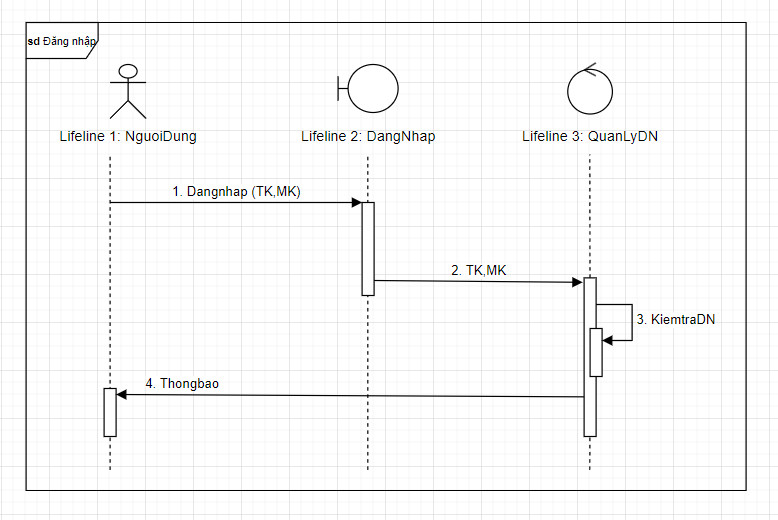 sd Đăng nhập
Lifeline 1: NguoiDung
Lifeline 2: DangNhap
Lifeline 3: QuanLyDN
1. Dangnhap (TK,MK)
2. TK,MK
3. KiemtraDN
4. Thongbao